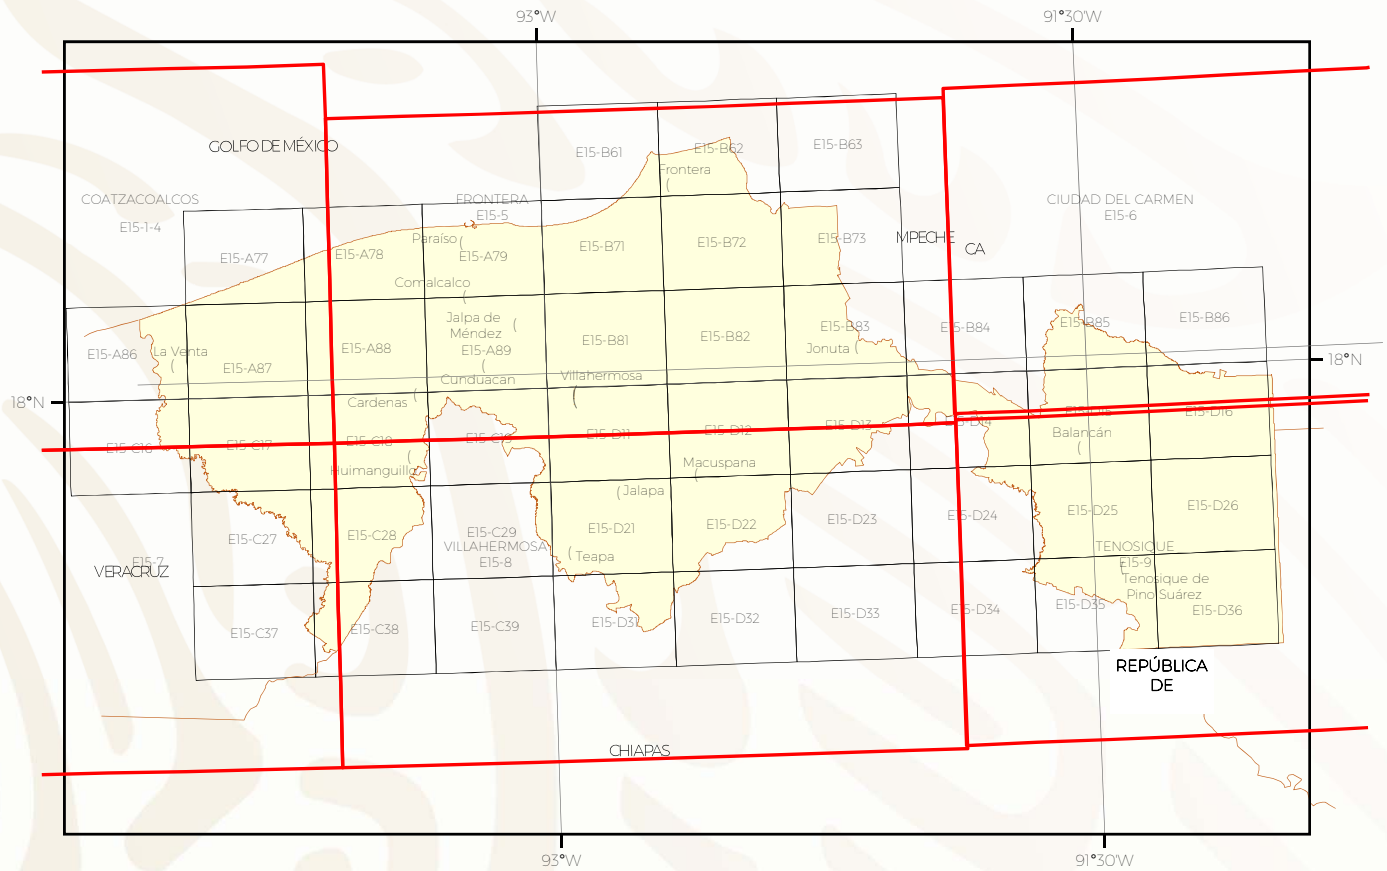 93°W 91°30'W
E15-B63
GOLFO DE MÉXICO E15-B61 E15-B62
Frontera
COATZACOALCOS FRONTERA CIUDAD DEL CARMEN
E15-1-4 E15-5 E15-6
Paraíso E15-B71 E15-B72 E15-B73 MPECHE CA
E15-A77 E15-A78 E15-A79
Comalcalco
Jalpa de
Méndez
E15-B83 E15-B84 E15-B85 E15-B86
E15-A86 La Venta E15-A88 E15-A89 E15-B81 E15-B82 Jonuta 18°N
E15-A87 Cunduacan Villahermosa
18°N Cardenas
E15-D16
E15-C16 E15-C17 E15-C18 E15-C19 E15-D11 E15-D12 E15-D13 E15-D14 Balancán
Huimanguillo Macuspana
Jalapa
E15-C27 E15-C28 E15-C29 E15-D21 E15-D22 E15-D23 E15-D24 E15-D25 E15-D26
VILLAHERMOSA TENOSIQUE
E15-7 E15-8 Teapa E15-9
VERACRUZ Tenosique de
Pino Suárez
E15-C37 E15-C38 E15-C39 E15-D31 E15-D32 E15-D33 E15-D34 E15-D35 E15-D36
REPÚBLICA
DE
CHIAPAS
93°W 91°30'W